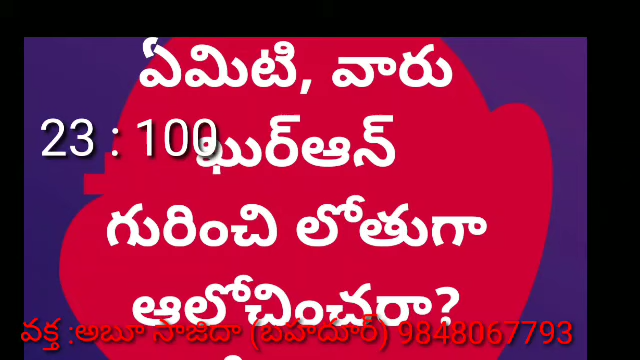 ఏమిటి, వారు
23 : 100
ఖుర్ఆన్
గురించి లోతుగా
ఆలోచించరా?
వక్త :అబూ సాజిదా (బహదూర్) 9848067793